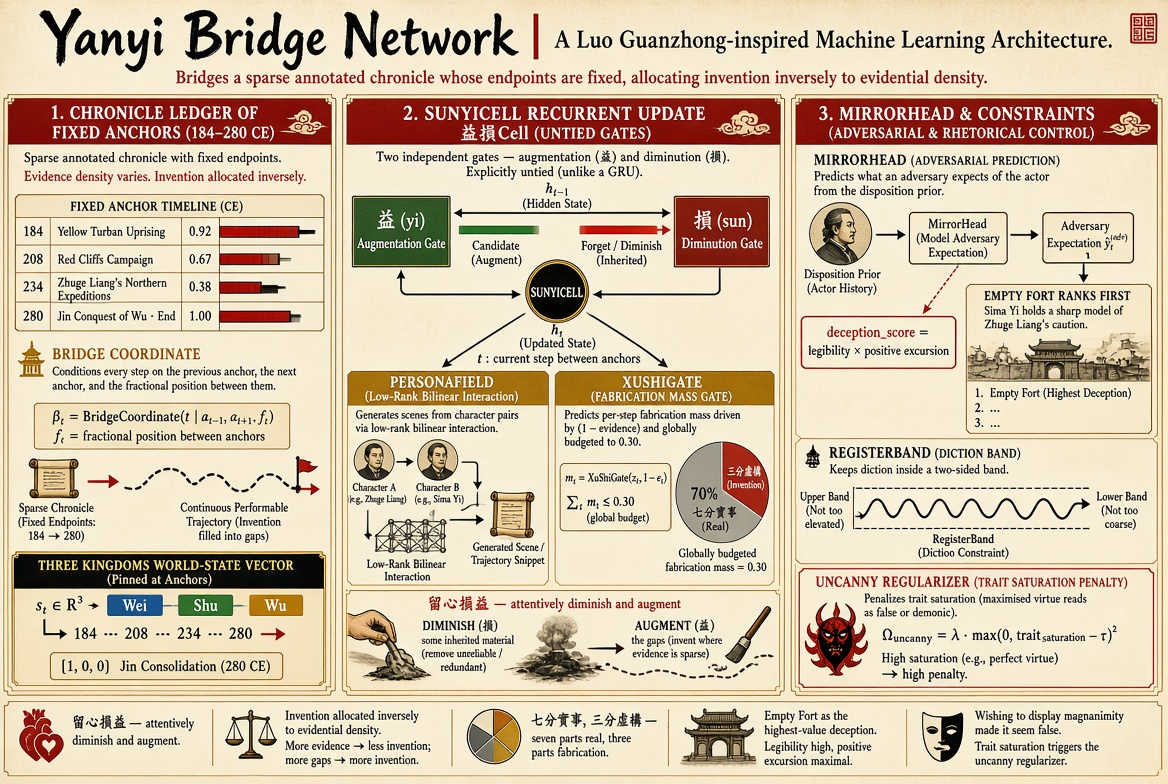 Yanyi Bridge Network
A Luo Guanzhong-inspired Machine Learning Architecture.
Bridges a sparse annotated chronicle whose endpoints are fixed, allocating invention inversely to evidential density.
1. CHRONICLE LEDGER OF
FIXED ANCHORS (184–280 CE)
Sparse annotated chronicle with fixed endpoints.
Evidence density varies. Invention allocated inversely.
FIXED ANCHOR TIMELINE (CE)
184 Yellow Turban Uprising 0.92
208 Red Cliffs Campaign 0.67
234 Zhuge Liang's Northern
Expeditions 0.38
280 Jin Conquest of Wu · End 1.00
BRIDGE COORDINATE
Conditions every step on the previous anchor, the next
anchor, and the fractional position between them.
βt = BridgeCoordinate(t | at−1, at+1, ft)
ft = fractional position between anchors
Sparse Chronicle
(Fixed Endpoints:
184 → 280)
Continuous Performable
Trajectory (Invention
filled into gaps)
THREE KINGDOMS WORLD-STATE VECTOR
(Pinned at Anchors)
st ∈ R³ → Wei Shu Wu
184 --- 208 --- 234 --- 280
[1, 0, 0] Jin Consolidation (280 CE)
2. SUNYICELL RECURRENT UPDATE
益損Cell (UNTIED GATES)
Two independent gates — augmentation (益) and diminution (損).
Explicitly untied (unlike a GRU).
ht−1
(Hidden State)
益 (yi)
Augmentation Gate
Candidate
(Augment)
Forget / Diminish
(Inherited)
損 (sun)
Diminution Gate
SUNYICELL
ht
(Updated State)
t : current step between anchors
PERSONAFIELD
(Low-Rank Bilinear Interaction)
Generates scenes from character pairs
via low-rank bilinear interaction.
Character A
(e.g., Zhuge Liang)
Character B
(e.g., Sima Yi)
Low-Rank Bilinear
Interaction
Generated Scene /
Trajectory Snippet
XUSHIGATE
(FABRICATION MASS GATE)
Predicts per-step fabrication mass driven
by (1 − evidence) and globally
budgeted to 0.30.
mt = XuShiGate(zt, 1 − et)
∑t mt ≤ 0.30
(global budget)
三分虛構
(Invention)
70%
七分實事
(Real)
Globally budgeted
fabrication mass = 0.30
留心損益 — attentively diminish and augment
DIMINISH (損)
some inherited material
(remove unreliable /
redundant)
AUGMENT (益)
the gaps (invent where
evidence is sparse)
3. MIRRORHEAD & CONSTRAINTS
(ADVERSARIAL & RHETORICAL CONTROL)
MIRRORHEAD (ADVERSARIAL PREDICTION)
Predicts what an adversary expects of the actor
from the disposition prior.
Disposition Prior
(Actor History)
MirrorHead
(Model Adversary
Expectation)
Adversary
Expectation ŷt(adv)
deception_score =
legibility × positive excursion
EMPTY FORT RANKS FIRST
Sima Yi holds a sharp model of
Zhuge Liang's caution.
1. Empty Fort (Highest Deception)
2. ...
3. ...
REGISTERBAND (DICTION BAND)
Keeps diction inside a two-sided band.
Upper Band
(Not too
elevated)
Lower Band
(Not too
coarse)
RegisterBand
(Diction Constraint)
UNCANNY REGULARIZER (TRAIT SATURATION PENALTY)
Penalizes trait saturation (maximised virtue reads
as false or demonic).
Ωuncanny = λ · max(0, traitsaturation − τ)²
High saturation (e.g., perfect virtue)
→ high penalty.
留心損益 — attentively
diminish and augment.
Invention allocated inversely
to evidential density.
More evidence → less invention;
more gaps → more invention.
七分實事, 三分虛構 —
seven parts real, three
parts fabrication.
Empty Fort as the
highest-value deception.
Legibility high, positive
excursion maximal.
Wishing to display magnanimity
made it seem false.
Trait saturation triggers the
uncanny regularizer.